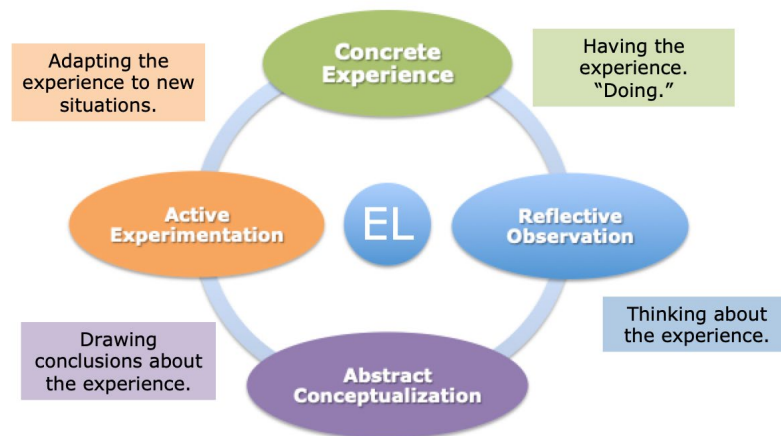 Concrete
Experience
Having the
experience.
“Doing.”
Adapting the
experience to new
situations.
Active
Experimentation
EL
Reflective
Observation
Thinking about
the experience.
Drawing
conclusions about
the experience.
Abstract
Conceptualization